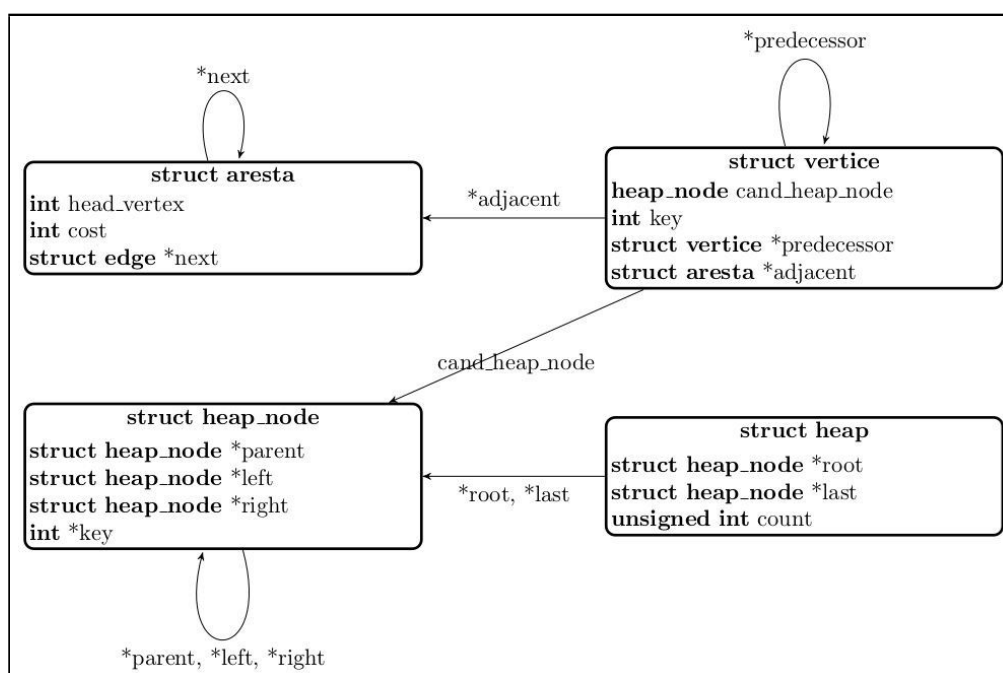 *predecessor
*next
struct aresta
int head_vertex
int cost
struct edge *next
*adjacent
struct vertice
heap_node cand_heap_node
int key
struct vertice *predecessor
struct aresta *adjacent
cand_heap_node
struct heap_node
struct heap_node *parent
struct heap_node *left
struct heap_node *right
int *key
*root, *last
struct heap
struct heap_node *root
struct heap_node *last
unsigned int count
*parent, *left, *right